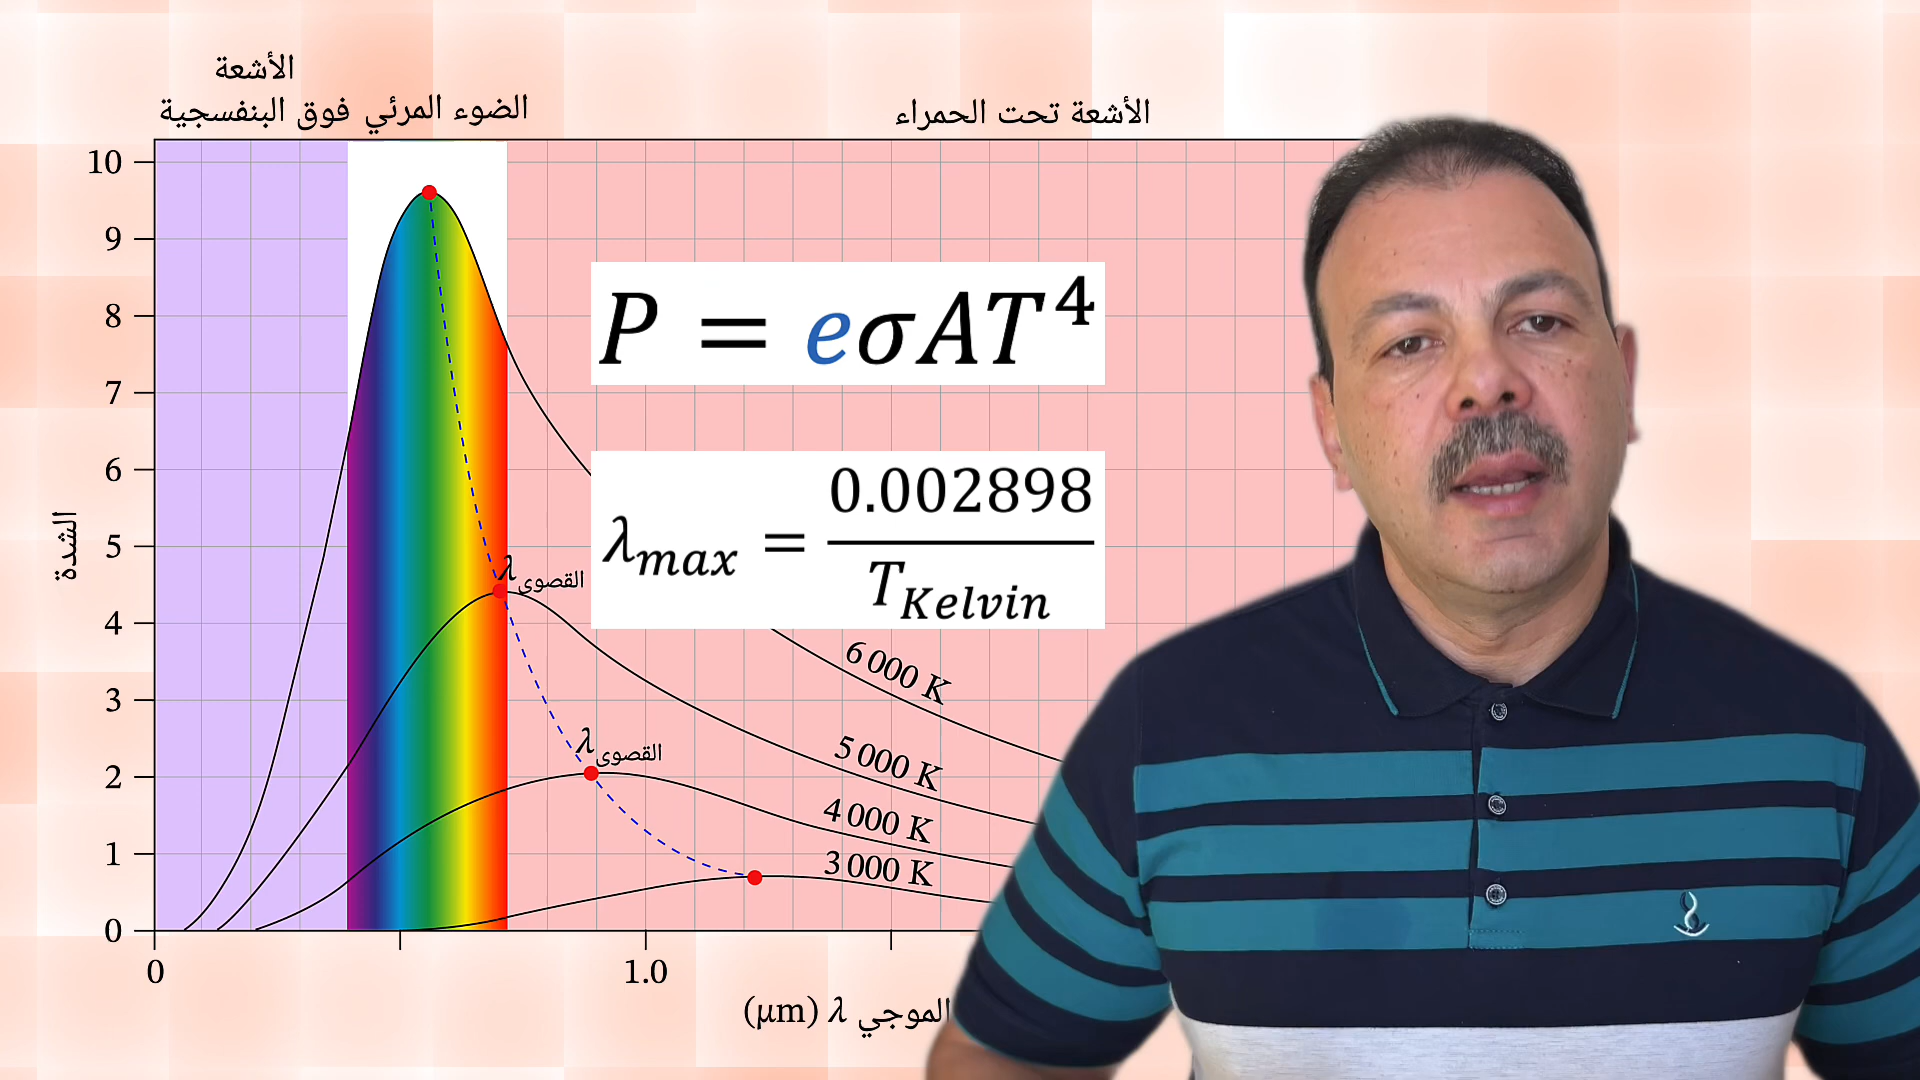 الأشعة
فوق البنفسجية
الضوء المرئي
الأشعة تحت الحمراء
10
9
8
7
6
5
4
3
2
1
0
الشدة
P = eσAT⁴
λmax = 0.002898 / TKelvin
λالقصوى
λالقصوى
6 000 K
5 000 K
4 000 K
3 000 K
0
1.0
الموجي λ (μm)